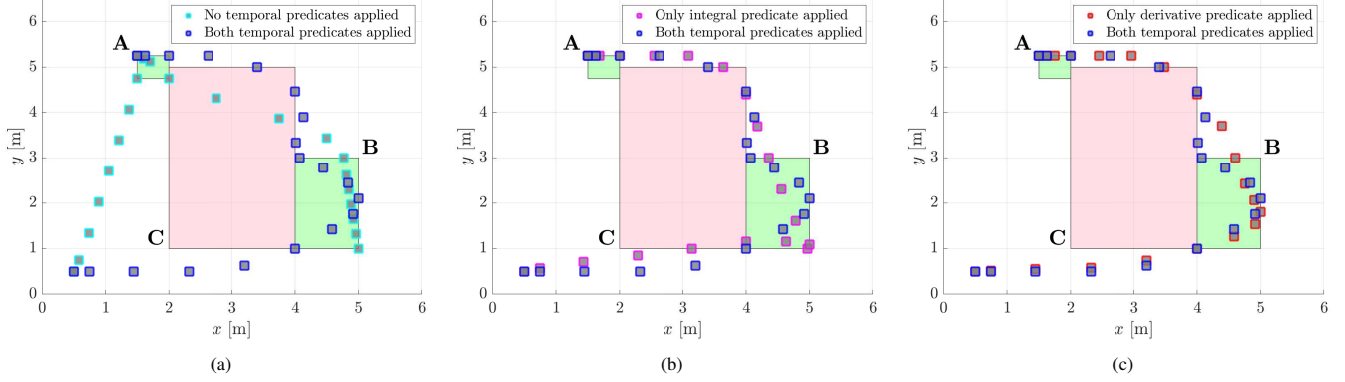 No temporal predicates applied
Both temporal predicates applied
A
B
C
6
5
4
3
2
1
0
0 1 2 3 4 5 6
y [m]
x [m]
(a)
Only integral predicate applied
Both temporal predicates applied
A
B
C
6
5
4
3
2
1
0
0 1 2 3 4 5 6
y [m]
x [m]
(b)
Only derivative predicate applied
Both temporal predicates applied
A
B
C
6
5
4
3
2
1
0
0 1 2 3 4 5 6
y [m]
x [m]
(c)